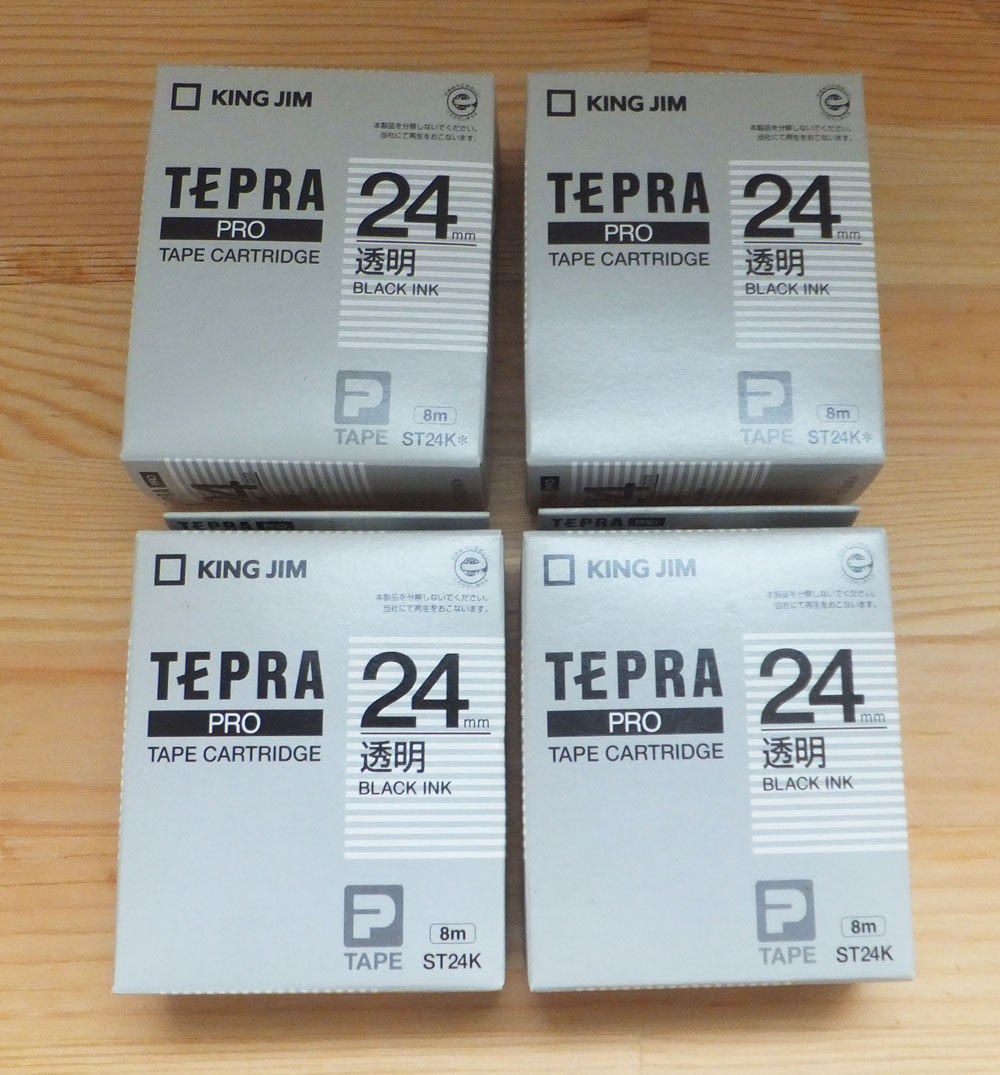 KING JIM
本製品を分解しないでください。
当社にて再生をおこないます。
TEPRA
PRO
TAPE CARTRIDGE
24mm
透明
BLACK INK
TAPE
8m
ST24K*
KING JIM
本製品を分解しないでください。
当社にて再生をおこないます。
TEPRA
PRO
TAPE CARTRIDGE
24mm
透明
BLACK INK
TAPE
8m
ST24K*
TEPRA PRO
TEPRA PRO
KING JIM
本製品を分解しないでください。
当社にて再生をおこないます。
TEPRA
PRO
TAPE CARTRIDGE
24mm
透明
BLACK INK
TAPE
8m
ST24K
KING JIM
本製品を分解しないでください。
当社にて再生をおこないます。
TEPRA
PRO
TAPE CARTRIDGE
24mm
透明
BLACK INK
TAPE
8m
ST24K